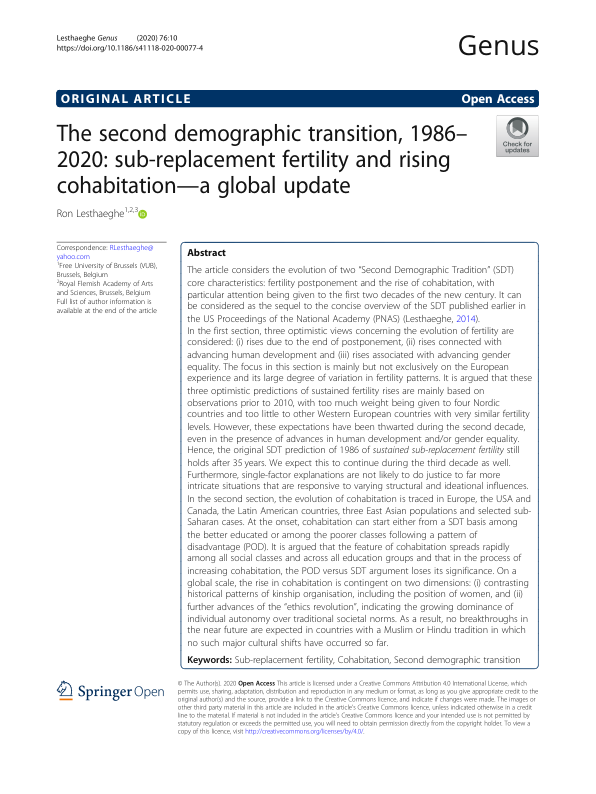 Lesthaeghe Genus (2020) 76:10
https://doi.org/10.1186/s41118-020-00077-4
Genus
ORIGINAL ARTICLE
Open Access
The second demographic transition, 1986–
2020: sub-replacement fertility and rising
cohabitation—a global update
Check for
updates
Ron Lesthaeghe1,2,3
Correspondence: RLesthaeghe@
yahoo.com
1Free University of Brussels (VUB),
Brussels, Belgium
2Royal Flemish Academy of Arts
and Sciences, Brussels, Belgium
Full list of author information is
available at the end of the article
Abstract
The article considers the evolution of two “Second Demographic Tradition” (SDT)
core characteristics: fertility postponement and the rise of cohabitation, with
particular attention being given to the first two decades of the new century. It can
be considered as the sequel to the concise overview of the SDT published earlier in
the US Proceedings of the National Academy (PNAS) (Lesthaeghe, 2014).
In the first section, three optimistic views concerning the evolution of fertility are
considered: (i) rises due to the end of postponement, (ii) rises connected with
advancing human development and (iii) rises associated with advancing gender
equality. The focus in this section is mainly but not exclusively on the European
experience and its large degree of variation in fertility patterns. It is argued that these
three optimistic predictions of sustained fertility rises are mainly based on
observations prior to 2010, with too much weight being given to four Nordic
countries and too little to other Western European countries with very similar fertility
levels. However, these expectations have been thwarted during the second decade,
even in the presence of advances in human development and/or gender equality.
Hence, the original SDT prediction of 1986 of sustained sub-replacement fertility still
holds after 35 years. We expect this to continue during the third decade as well.
Furthermore, single-factor explanations are not likely to do justice to far more
intricate situations that are responsive to varying structural and ideational influences.
In the second section, the evolution of cohabitation is traced in Europe, the USA and
Canada, the Latin American countries, three East Asian populations and selected sub-
Saharan cases. At the onset, cohabitation can start either from a SDT basis among
the better educated or among the poorer classes following a pattern of
disadvantage (POD). It is argued that the feature of cohabitation spreads rapidly
among all social classes and across all education groups and that in the process of
increasing cohabitation, the POD versus SDT argument loses its significance. On a
global scale, the rise in cohabitation is contingent on two dimensions: (i) contrasting
historical patterns of kinship organisation, including the position of women, and (ii)
further advances of the “ethics revolution”, indicating the growing dominance of
individual autonomy over traditional societal norms. As a result, no breakthroughs in
the near future are expected in countries with a Muslim or Hindu tradition in which
no such major cultural shifts have occurred so far.
Keywords: Sub-replacement fertility, Cohabitation, Second demographic transition
Springer Open
© The Author(s). 2020 Open Access This article is licensed under a Creative Commons Attribution 4.0 International License, which
permits use, sharing, adaptation, distribution and reproduction in any medium or format, as long as you give appropriate credit to the
original author(s) and the source, provide a link to the Creative Commons licence, and indicate if changes were made. The images or
other third party material in this article are included in the article's Creative Commons licence, unless indicated otherwise in a credit
line to the material. If material is not included in the article's Creative Commons licence and your intended use is not permitted by
statutory regulation or exceeds the permitted use, you will need to obtain permission directly from the copyright holder. To view a
copy of this licence, visit http://creativecommons.org/licenses/by/4.0/.